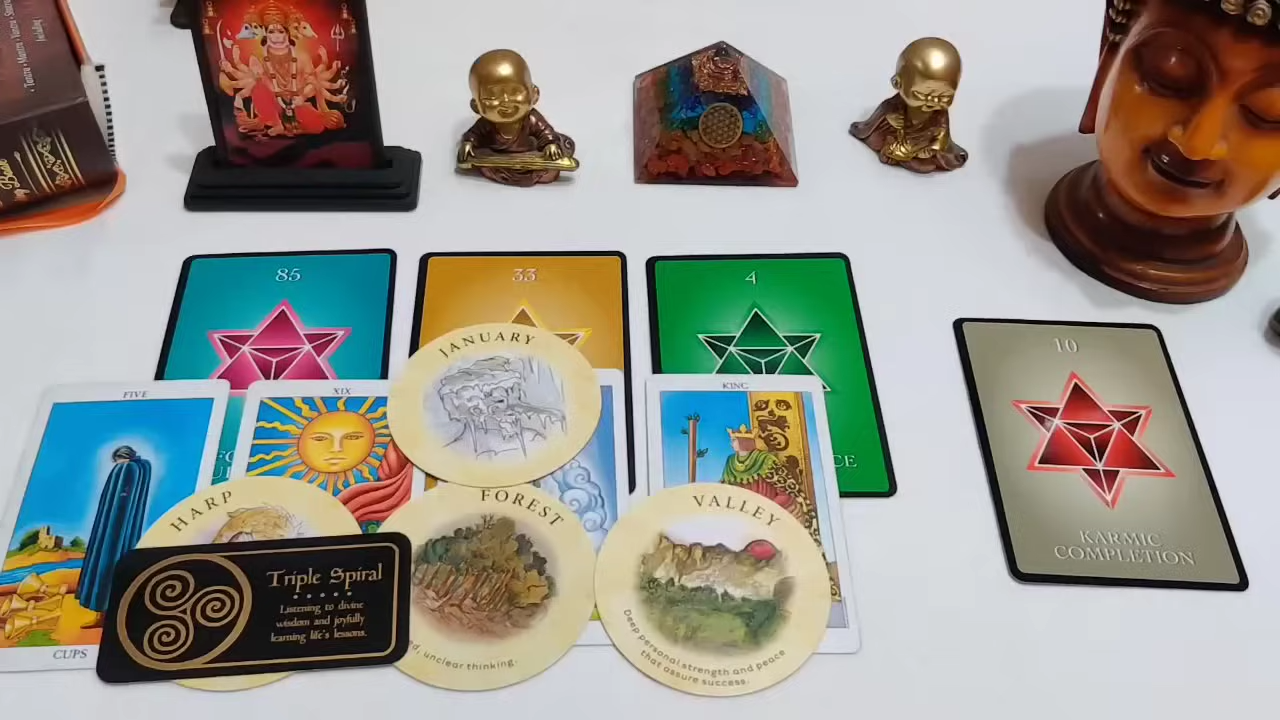 85
33
4
10
JANUARY
FIVE
XIX
KING
CE
KARMIC
COMPLETION
HARP
FOREST
VALLEY
Triple Spiral
Listening to divine
wisdom and joyfully
learning life's lessons.
unclear thinking.
Deep personal strength and peace
that assure success.
CUPS